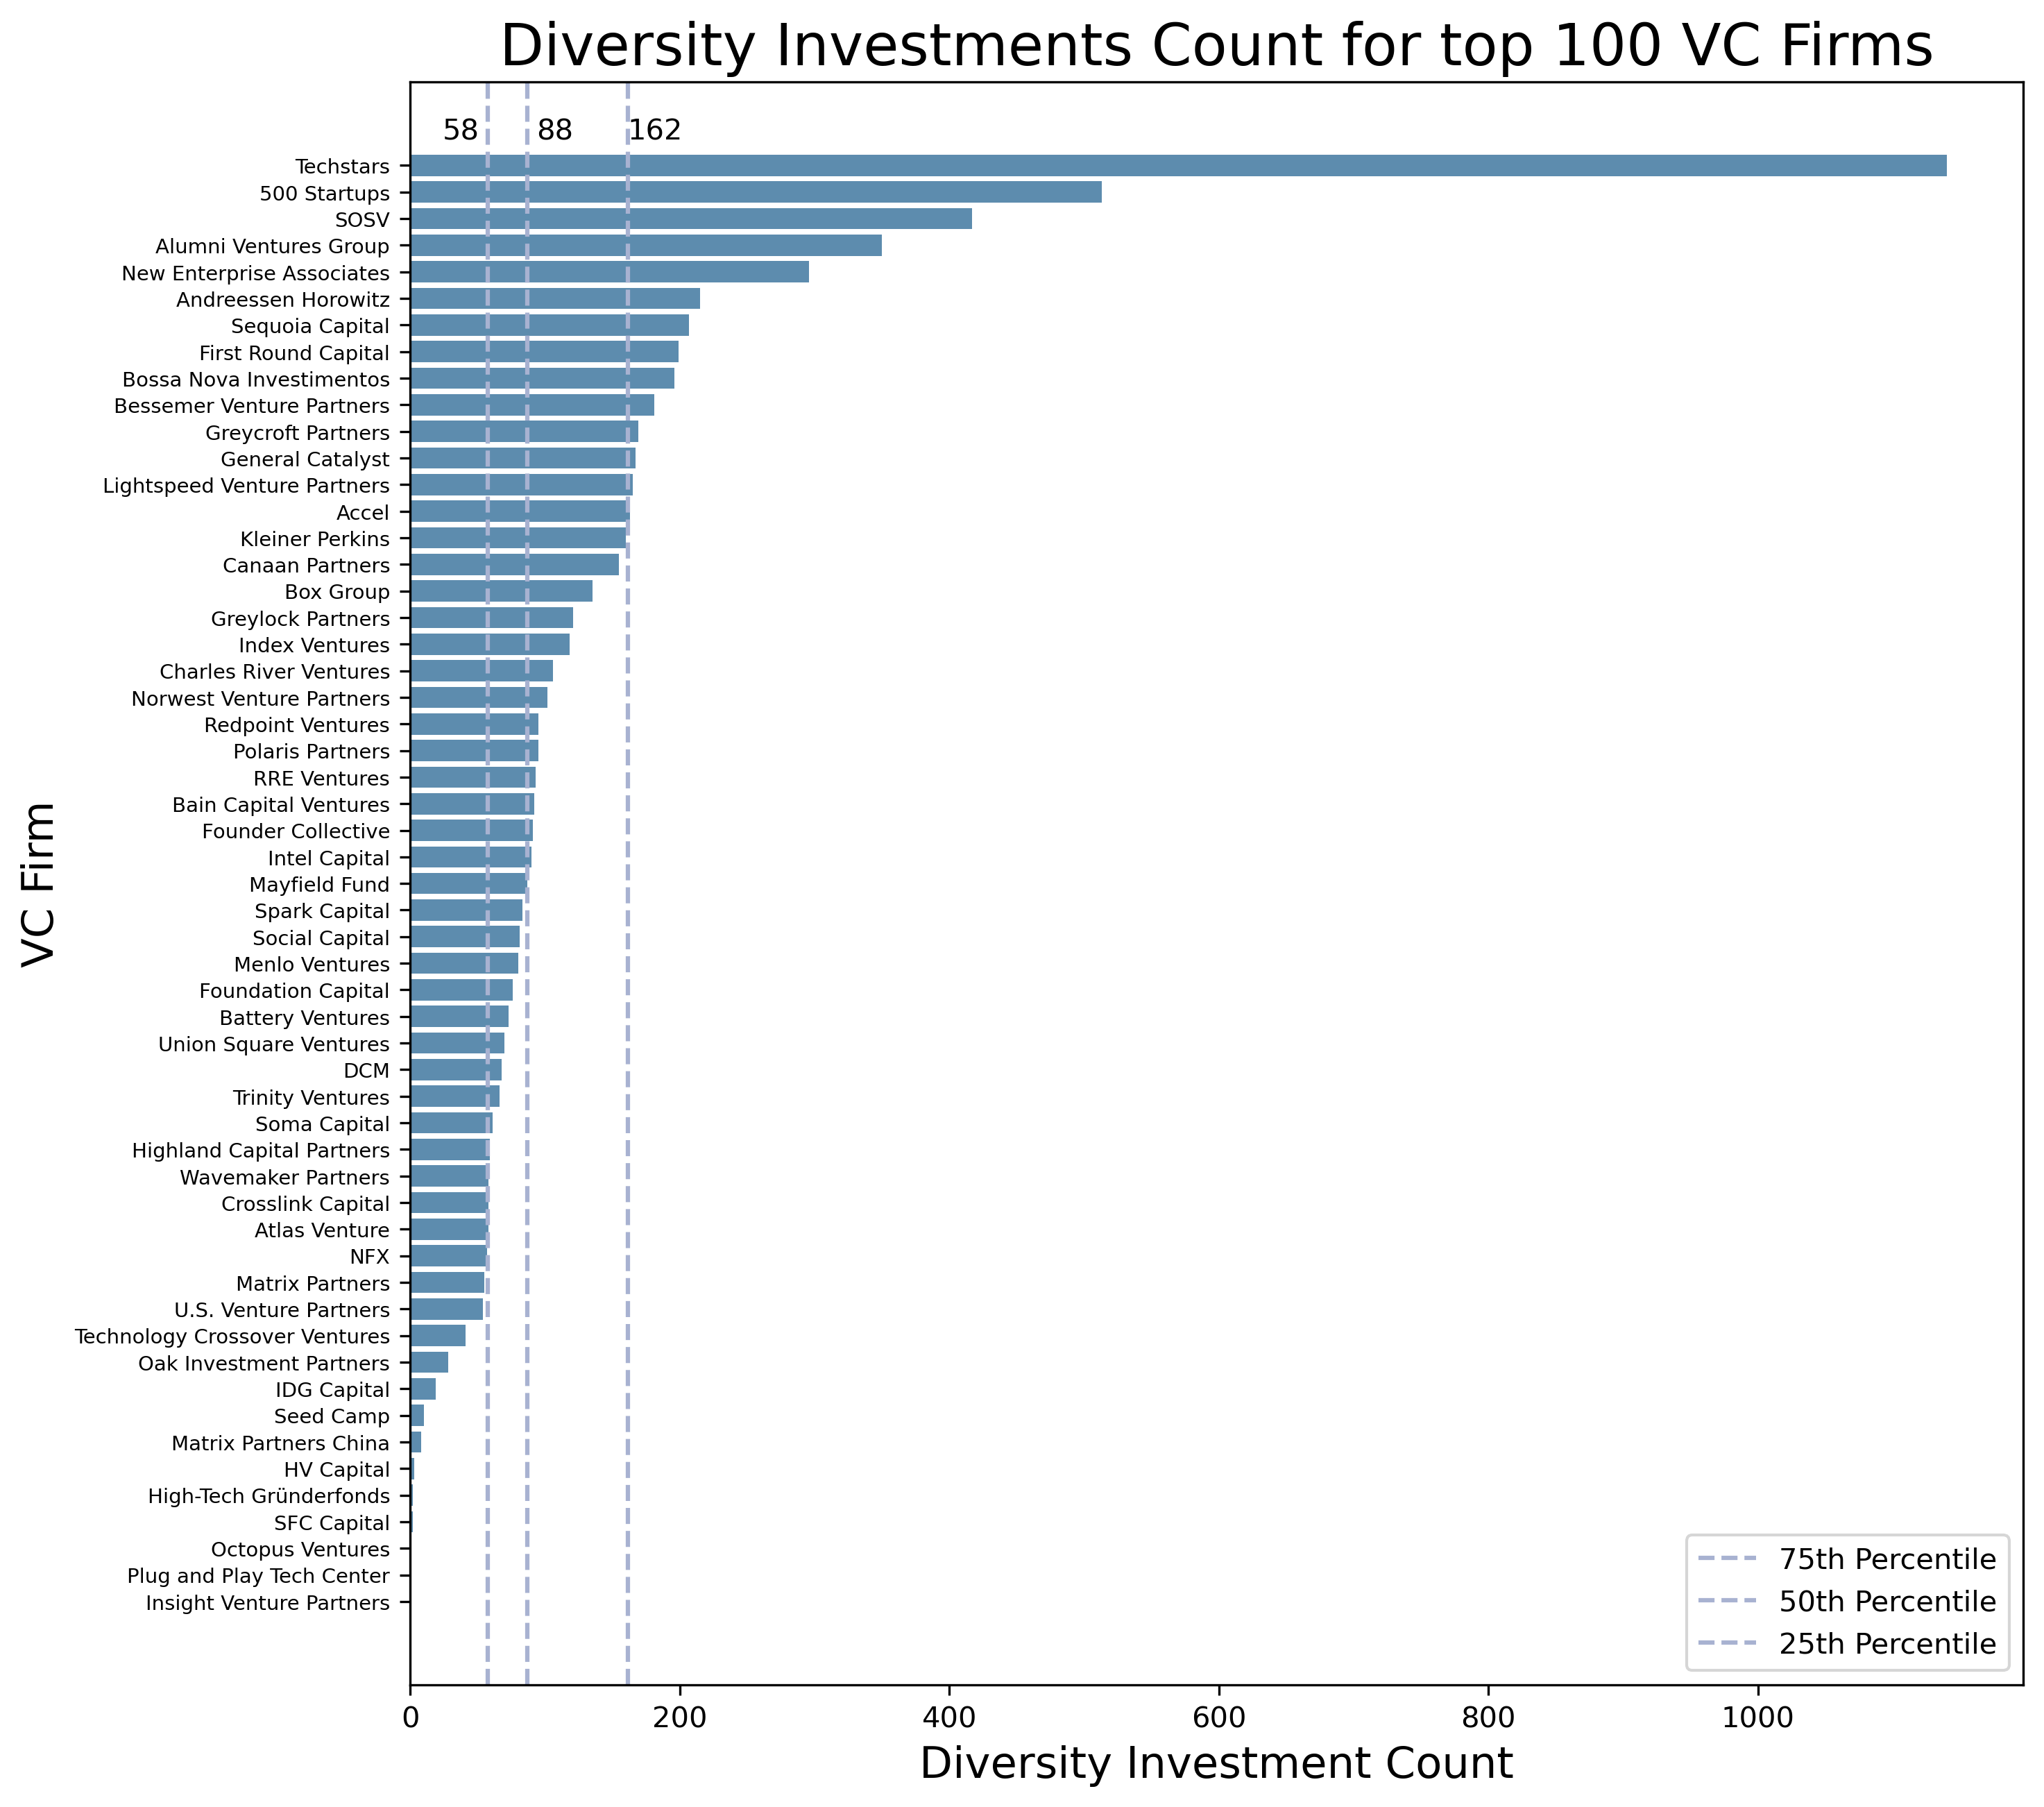 Diversity Investments Count for top 100 VC Firms
58 88 162
Techstars
500 Startups
SOSV
Alumni Ventures Group
New Enterprise Associates
Andreessen Horowitz
Sequoia Capital
First Round Capital
Bossa Nova Investimentos
Bessemer Venture Partners
Greycroft Partners
General Catalyst
Lightspeed Venture Partners
Accel
Kleiner Perkins
Canaan Partners
Box Group
Greylock Partners
Index Ventures
Charles River Ventures
Norwest Venture Partners
Redpoint Ventures
Polaris Partners
RRE Ventures
Bain Capital Ventures
Founder Collective
Intel Capital
Mayfield Fund
Spark Capital
Social Capital
Menlo Ventures
Foundation Capital
Battery Ventures
Union Square Ventures
DCM
Trinity Ventures
Soma Capital
Highland Capital Partners
Wavemaker Partners
Crosslink Capital
Atlas Venture
NFX
Matrix Partners
U.S. Venture Partners
Technology Crossover Ventures
Oak Investment Partners
IDG Capital
Seed Camp
Matrix Partners China
HV Capital
High-Tech Gründerfonds
SFC Capital
Octopus Ventures
Plug and Play Tech Center
Insight Venture Partners
VC Firm
75th Percentile
50th Percentile
25th Percentile
0 200 400 600 800 1000
Diversity Investment Count